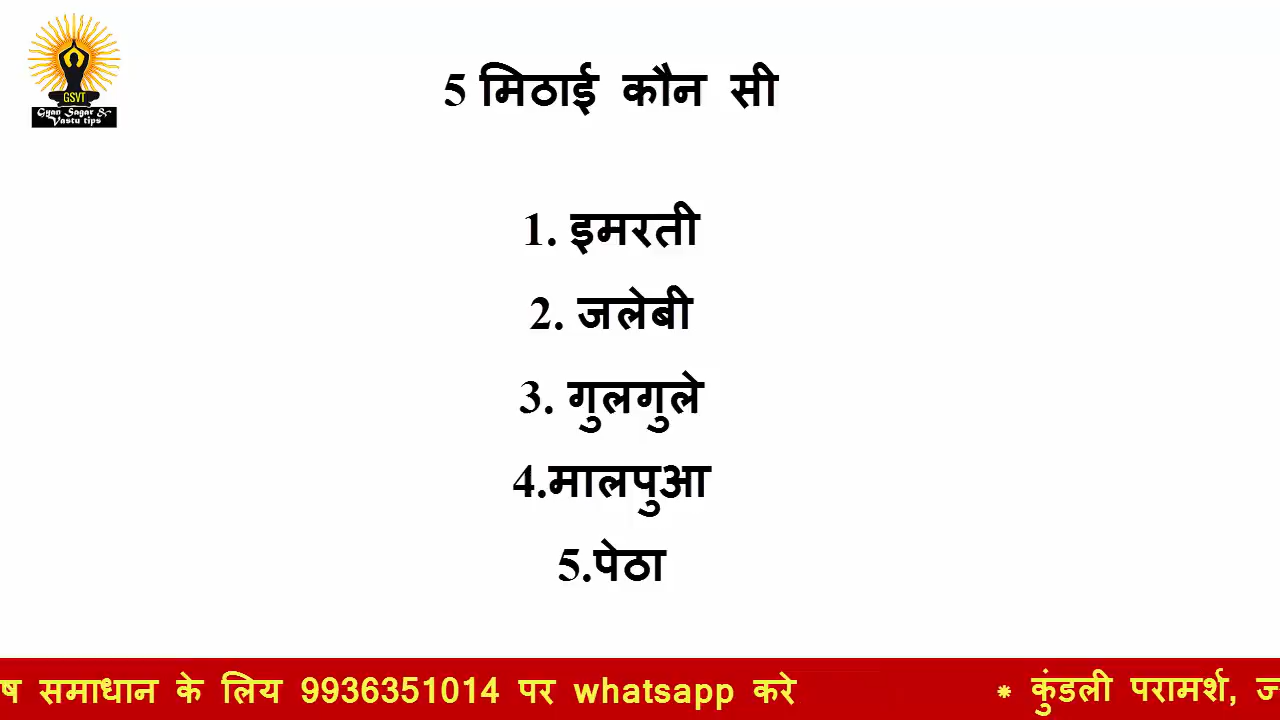 GSVT
Gyan Sagar &
Vastu tips
5 मिठाई कौन सी
1. इमरती
2. जलेबी
3. गुलगुले
4.मालपुआ
5.पेठा
समाधान के लिय 9936351014 पर whatsapp करे * कुंडली परामर्श,